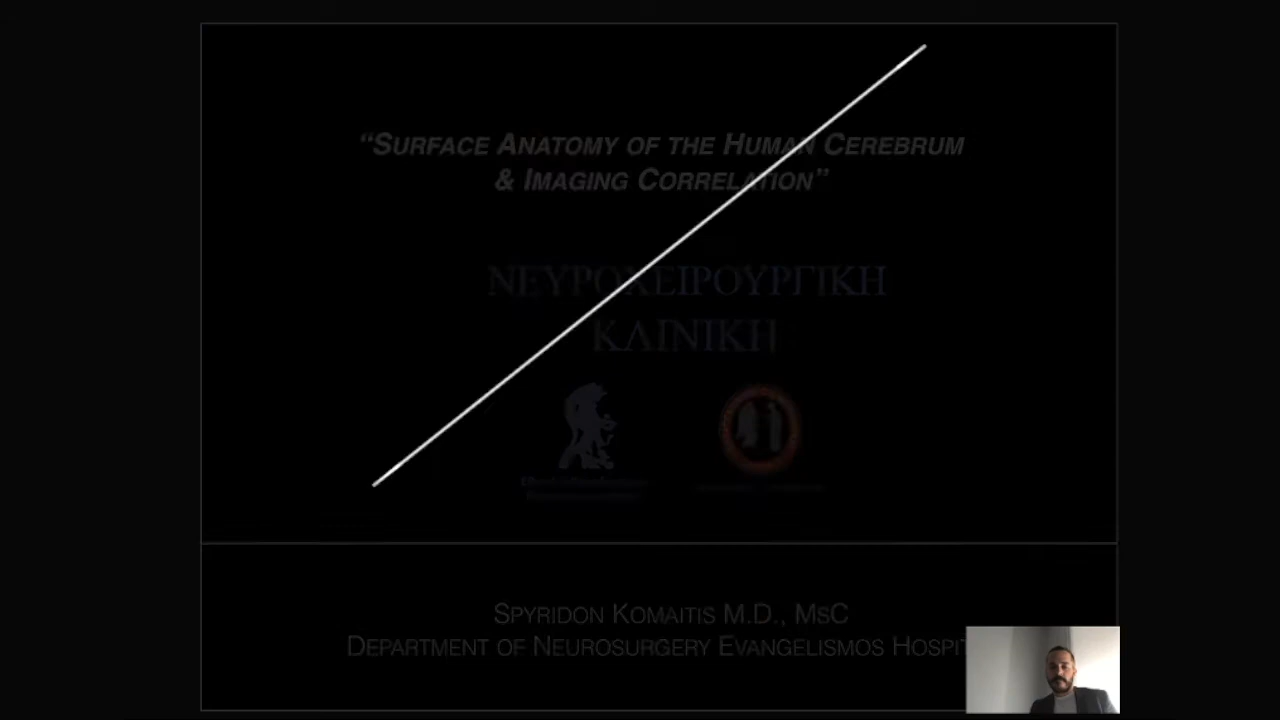 “SURFACE ANATOMY OF THE HUMAN CEREBRUM
& IMAGING CORRELATION”
ΝΕΥΡΟΧΕΙΡΟΥΡΓΙΚΗ
ΚΛΙΝΙΚΗ
SPYRIDON KOMAITIS M.D., MSC
DEPARTMENT OF NEUROSURGERY EVANGELISMOS HOSPIT